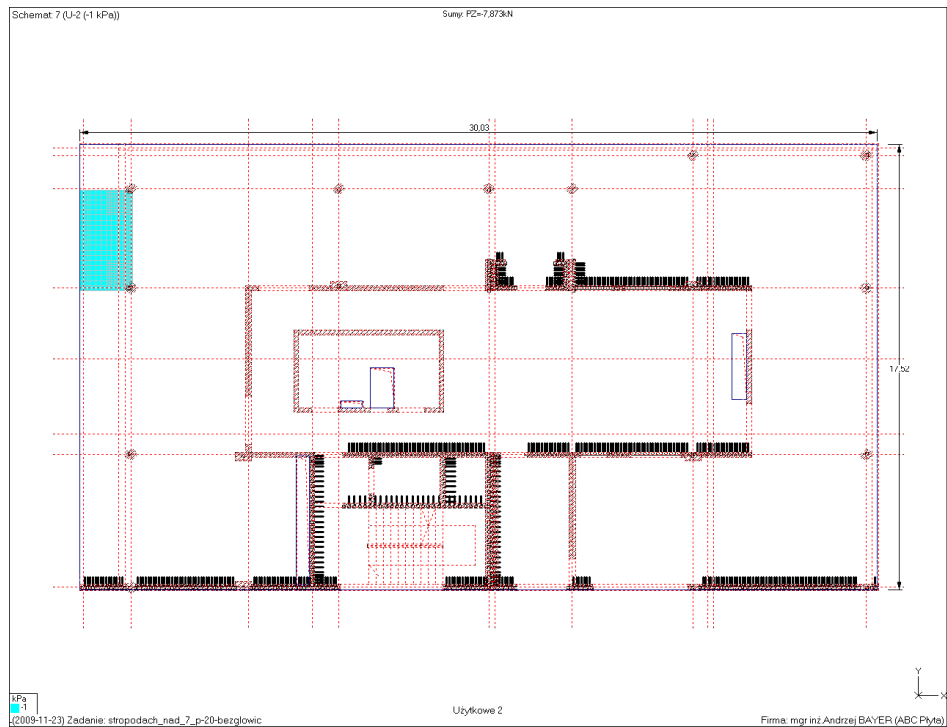 Schemat: 7 (U-2 (-1 kPa))
Sumy: PZ=-7,873kN
30,03
17,52
Y
X
kPa
-1
Użytkowe 2
(2009-11-23) Zadanie: stropodach_nad_7_p-20-bezglowic
Firma: mgr inż.Andrzej BAYER (ABC Płyta)